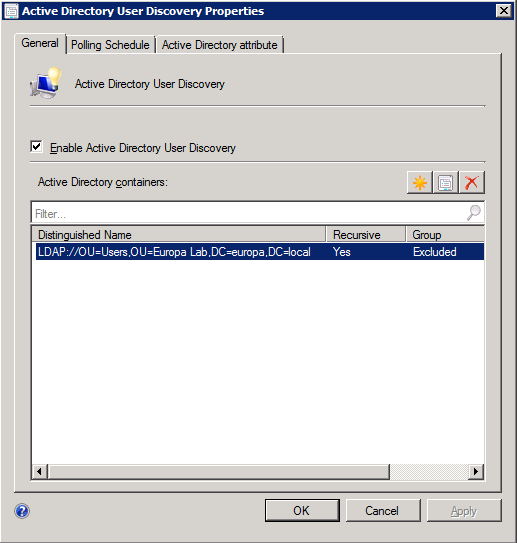 Active Directory User Discovery Properties
General Polling Schedule Active Directory attribute
Active Directory User Discovery
Enable Active Directory User Discovery
Active Directory containers:
Filter...
Distinguished Name Recursive Group
LDAP://OU=Users,OU=Europa Lab,DC=europa,DC=local Yes Excluded
OK Cancel Apply